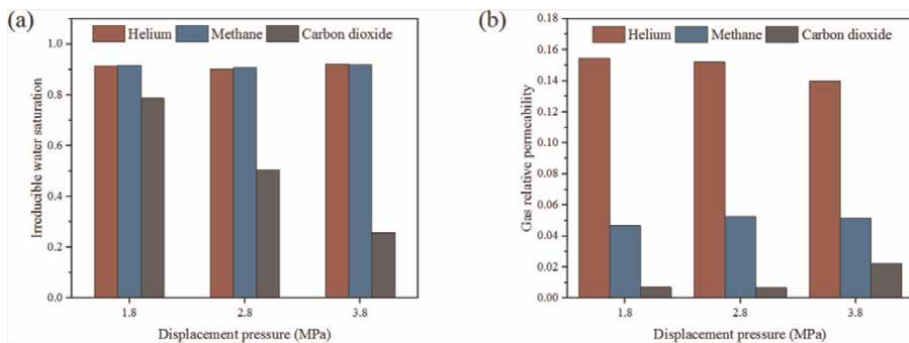 (a)
Helium Methane Carbon dioxide
1.0
0.8
0.6
0.4
0.2
0.0
Irreducible water saturation
1.8 2.8 3.8
Displacement pressure (MPa)
(b)
0.18
Helium Methane Carbon dioxide
0.16
0.14
0.12
0.10
0.08
0.06
0.04
0.02
0.00
Gas relative permeability
1.8 2.8 3.8
Displacement pressure (MPa)